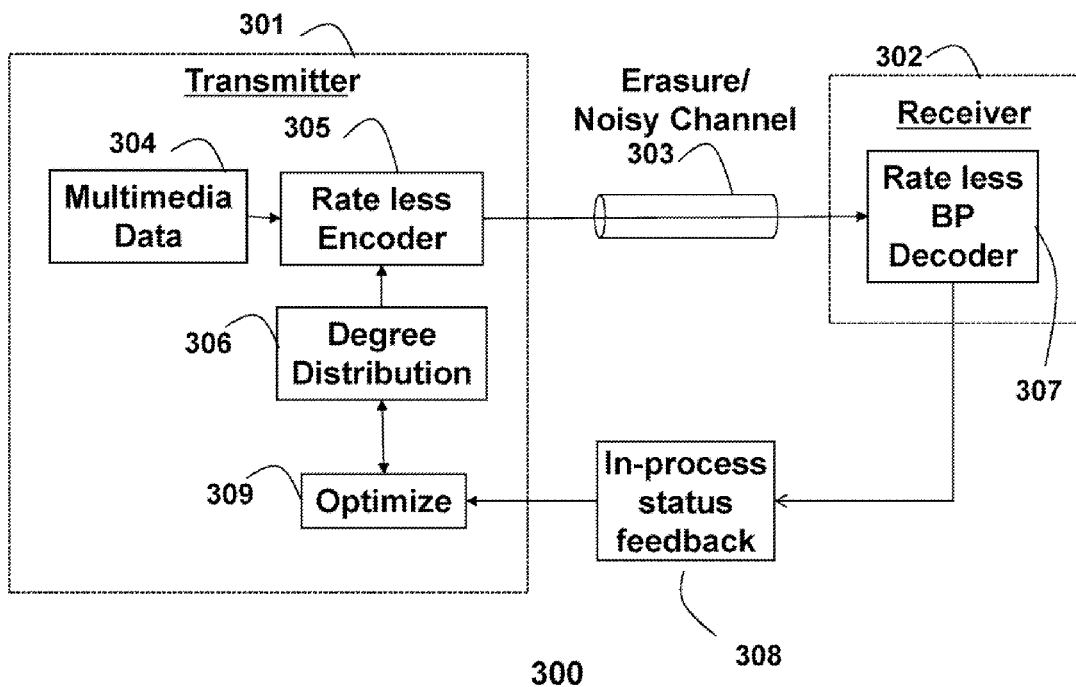 301
Transmitter
304
Multimedia
Data
305
Rate less
Encoder
306
Degree
Distribution
309
Optimize
Erasure/
Noisy Channel
303
302
Receiver
Rate less
BP
Decoder
307
In-process
status
feedback
308
300